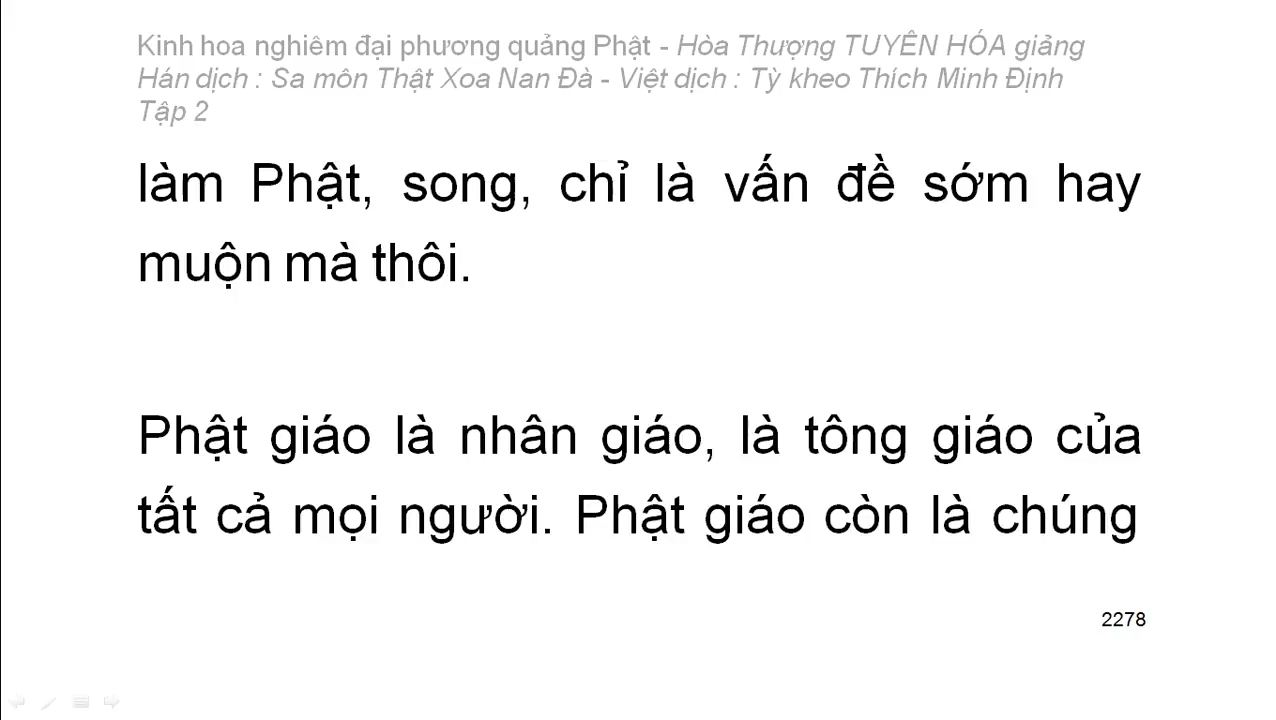 Kinh hoa nghiêm đại phương quảng Phật - Hòa Thượng TUYÊN HÓA giảng
Hán dịch : Sa môn Thật Xoa Nan Đà - Việt dịch : Tỳ kheo Thích Minh Định
Tập 2
làm Phật, song, chỉ là vấn đề sớm hay
muộn mà thôi.
Phật giáo là nhân giáo, là tông giáo của
tất cả mọi người. Phật giáo còn là chúng
2278